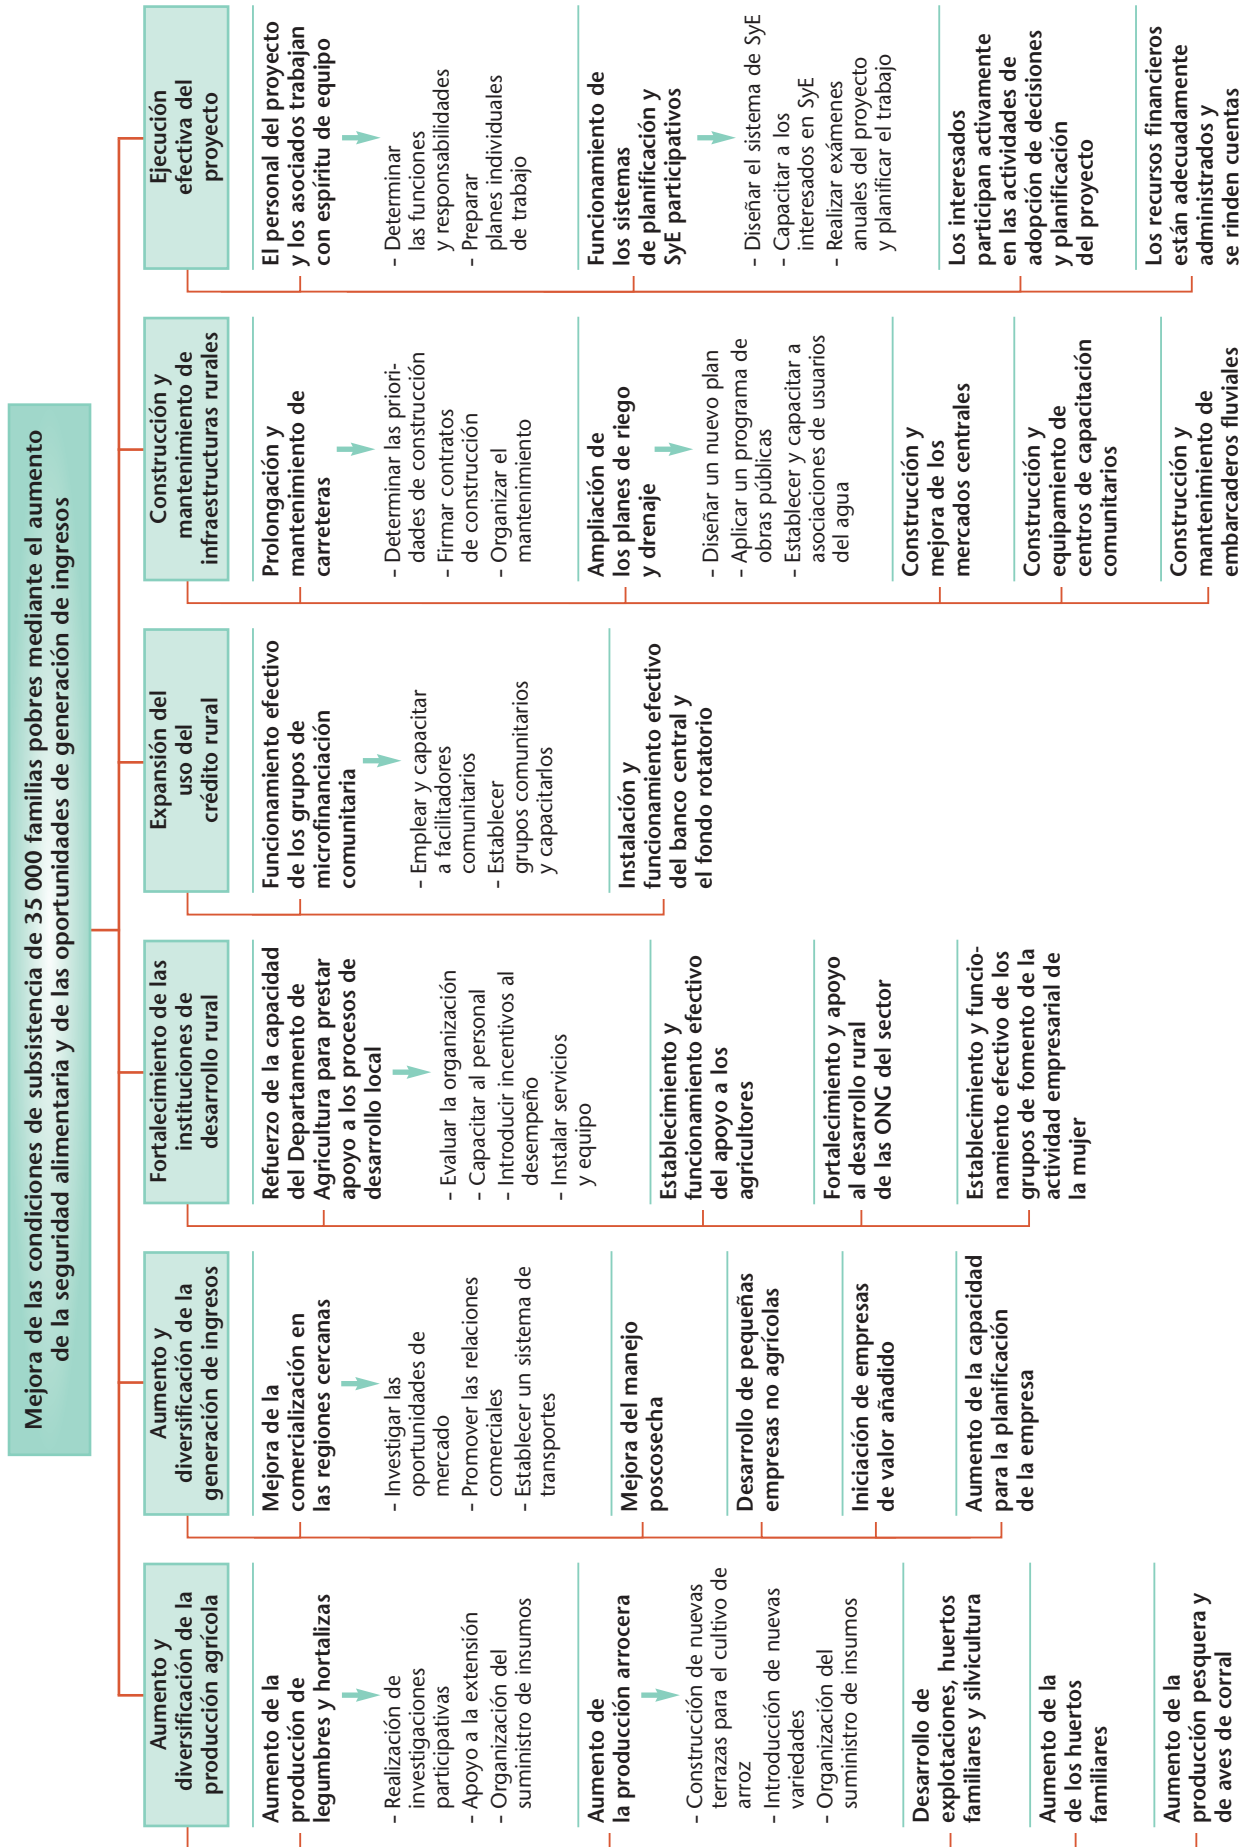 Mejora de las condiciones de subsistencia de 35 000 familias pobres mediante el aumento
de la seguridad alimentaria y de las oportunidades de generación de ingresos
Aumento y
diversificación de la
producción agrícola
Aumento de la
producción de
legumbres y hortalizas
- Realización de
investigaciones
participativas
- Apoyo a la extensión
- Organización del
suministro de insumos
Aumento de
la producción arrocera
- Construcción de nuevas
terrazas para el cultivo de
arroz
- Introducción de nuevas
variedades
- Organización del
suministro de insumos
Desarrollo de
explotaciones, huertos
familiares y silvicultura
Aumento de la
de los huertos
familiares
Aumento de la
producción pesquera y
de aves de corral
Aumento y
diversificación de la
generación de ingresos
Mejora de la
comercialización en
las regiones cercanas
- Investigar las
oportunidades de
mercado
- Promover las relaciones
comerciales
- Establecer un sistema de
transportes
Mejora del manejo
poscosecha
Desarrollo de pequeñas
empresas no agrícolas
Iniciación de empresas
de valor añadido
Aumento de la capacidad
para la planificación
de la empresa
Fortalecimiento de las
instituciones de
desarrollo rural
Refuerzo de la capacidad
del Departamento de
Agricultura para prestar
apoyo a los procesos de
desarrollo local
- Evaluar la organización
- Capacitar al personal
- Introducir incentivos al
desempeño
- Instalar servicios
y equipo
Establecimiento y
funcionamiento efectivo
del apoyo a los
agricultores
Fortalecimiento y apoyo
al desarrollo rural
de las ONG del sector
Establecimiento y funcio-
namiento efectivo de los
grupos de fomento de la
actividad empresarial de
la mujer
Expansión del
uso del
crédito rural
Funcionamiento efectivo
de los grupos de
microfinanciación
comunitaria
- Emplear y capacitar
a facilitadores
comunitarios
- Establecer
grupos comunitarios
y capacitarlos
Instalación y
funcionamiento efectivo
del banco central y
el fondo rotatorio
Construcción y
mantenimiento de
infraestructuras rurales
Prolongación y
mantenimiento de
carreteras
- Determinar las priori-
dades de construcción
- Firmar contratos
de construcción
- Organizar el
mantenimiento
Ampliación de
los planes de riego
y drenaje
- Diseñar un nuevo plan
- Aplicar un programa de
obras públicas
- Establecer y capacitar a
asociaciones de usuarios
del agua
Construcción y
mejora de los
mercados centrales
Construcción y
equipamiento de
centros de capacitación
comunitarios
Construcción y
mantenimiento de
embarcaderos fluviales
Ejecución
efectiva del
proyecto
El personal del proyecto
y los asociados trabajan
con espíritu de equipo
- Determinar
las funciones
y responsabilidades
- Preparar
planes individuales
de trabajo
Funcionamiento de
los sistemas
de planificación y
SyE participativos
- Diseñar el sistema de SyE
- Capacitar a los
interesados en SyE
- Realizar exámenes
anuales del proyecto
y planificar el trabajo
Los interesados
participan activamente
en las actividades de
adopción de decisiones
y planificación
del proyecto
Los recursos financieros
están adecuadamente
administrados y
se rinden cuentas